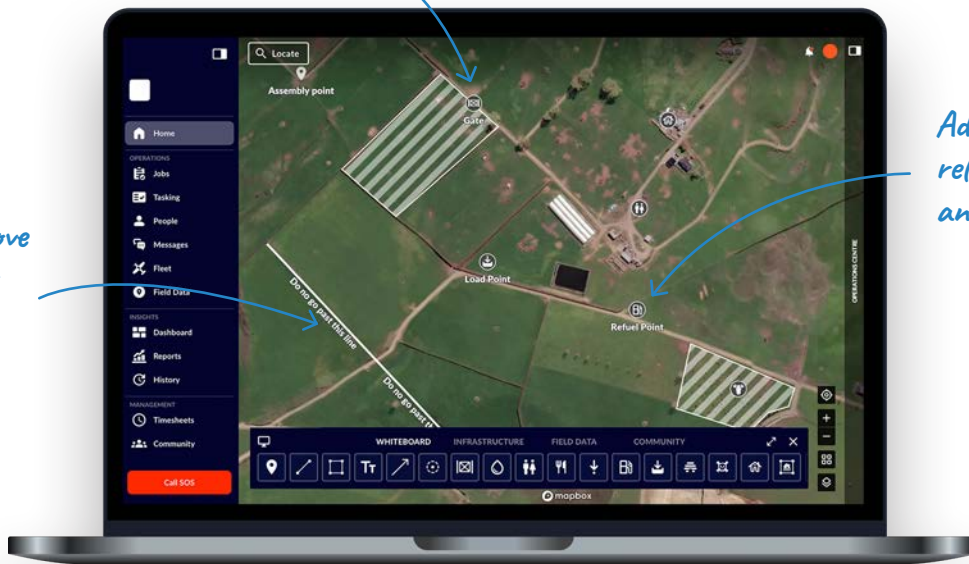 Locate
Assembly point
Gate
Home
OPERATIONS
Jobs
Tasking
People
Messages
Fleet
Field Data
INSIGHTS
Dashboard
Reports
History
MANAGEMENT
Timesheets
Community
Call SOS
Load Point
Refuel Point
Do no go past this line
Do no go past th
OPERATIONS CENTRE
WHITEBOARD INFRASTRUCTURE FIELD DATA COMMUNITY
TT
mapbox